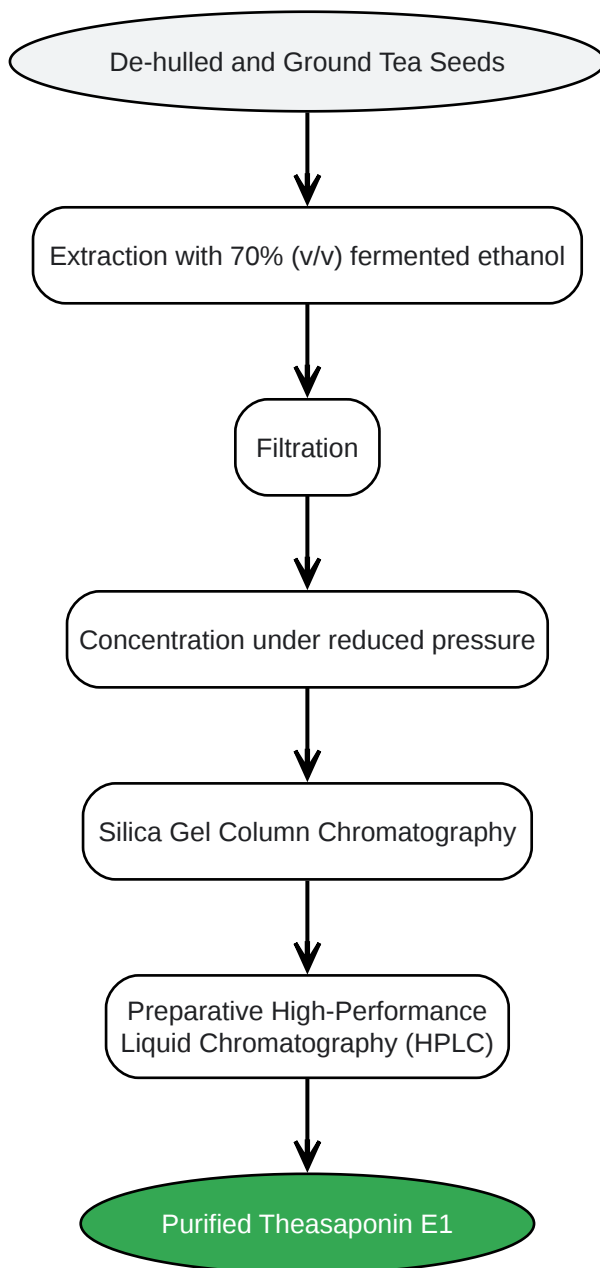 De-hulled and Ground Tea Seeds
Extraction with 70% (v/v) fermented ethanol
Filtration
Concentration under reduced pressure
Silica Gel Column Chromatography
Preparative High-Performance
Liquid Chromatography (HPLC)
Purified Theasaponin E1